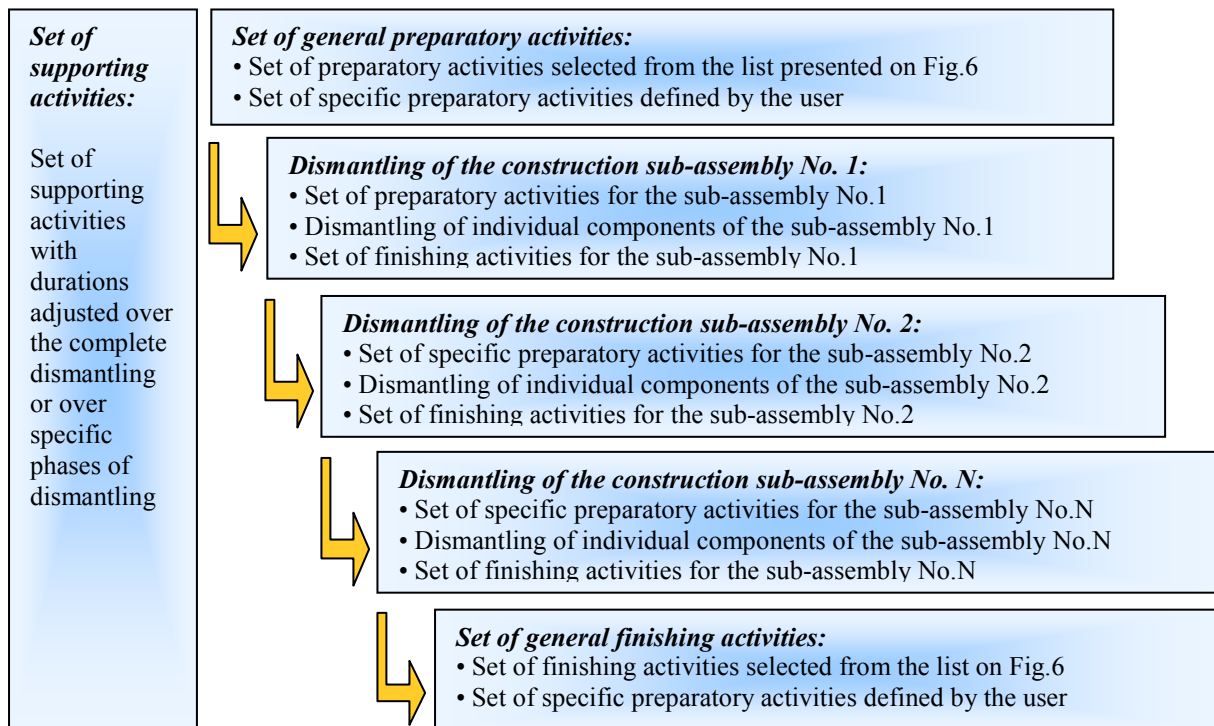 Set of
supporting
activities:
Set of
supporting
activities
with
durations
adjusted over
the complete
dismantling
or over
specific
phases of
dismantling
Set of general preparatory activities:
• Set of preparatory activities selected from the list presented on Fig.6
• Set of specific preparatory activities defined by the user
Dismantling of the construction sub-assembly No. 1:
• Set of preparatory activities for the sub-assembly No.1
• Dismantling of individual components of the sub-assembly No.1
• Set of finishing activities for the sub-assembly No.1
Dismantling of the construction sub-assembly No. 2:
• Set of specific preparatory activities for the sub-assembly No.2
• Dismantling of individual components of the sub-assembly No.2
• Set of finishing activities for the sub-assembly No.2
Dismantling of the construction sub-assembly No. N:
• Set of specific preparatory activities for the sub-assembly No.N
• Dismantling of individual components of the sub-assembly No.N
• Set of finishing activities for the sub-assembly No.N
Set of general finishing activities:
• Set of finishing activities selected from the list on Fig.6
• Set of specific preparatory activities defined by the user